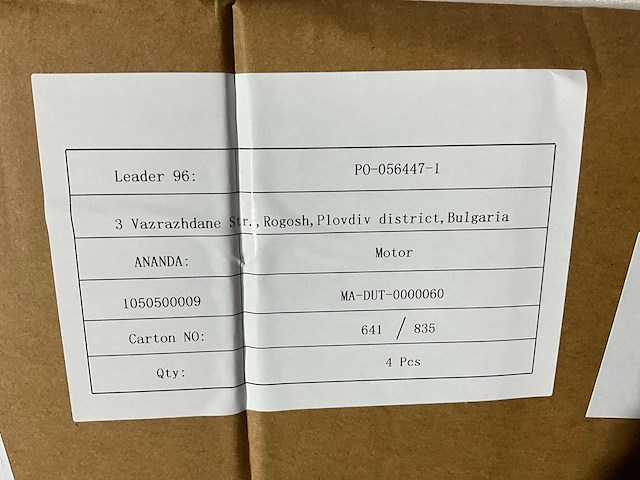 Leader 96: PO-056447-1
3 Vazrazhdane Str.,Rogosh,Plovdiv district,Bulgaria
ANANDA: Motor
1050500009 MA-DUT-0000060
Carton NO: 641 / 835
Qty: 4 Pcs